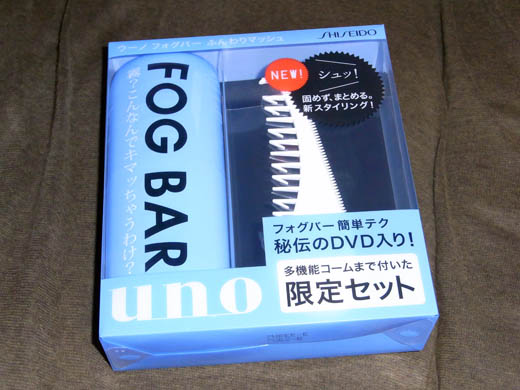 ウーノ フォグバー ふんわりマッシュ
SHISEIDO
FOG BAR
霧？こんなんでキマッちゃうわけ？
NEW!
シュッ！
固めず、まとめる。
新スタイリング！
フォグバー 簡単テク
秘伝のDVD入り！
多機能コームまで付いた
限定セット
uno